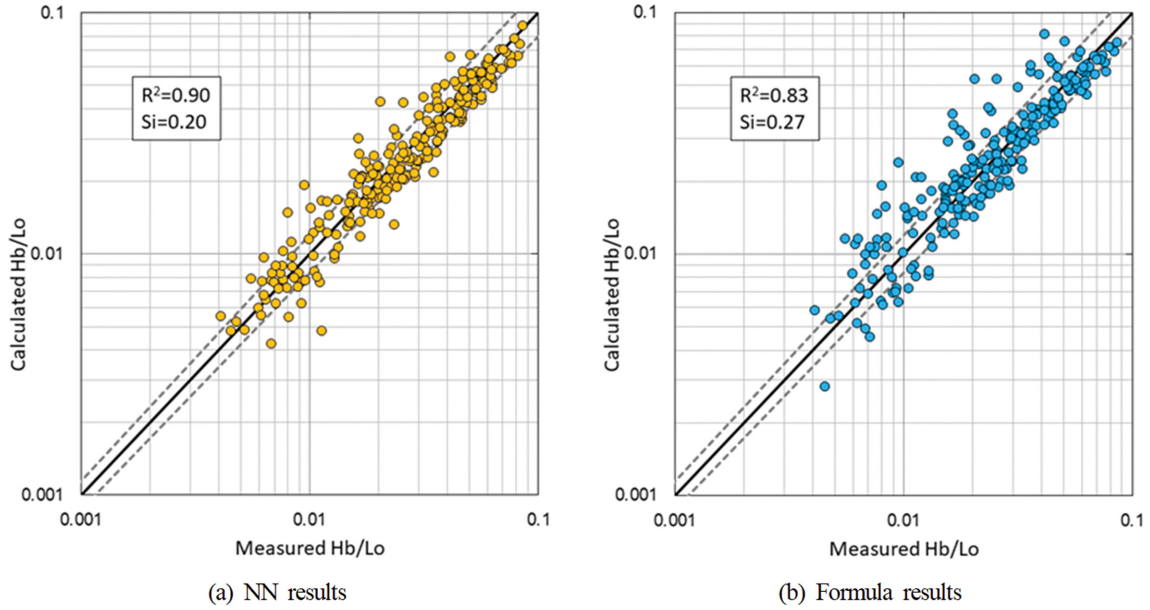 0.1
R²=0.90
Si=0.20
Calculated Hb/Lo
0.01
0.001
0.001
0.01
0.1
Measured Hb/Lo
(a) NN results
0.1
R²=0.83
Si=0.27
Calculated Hb/Lo
0.01
0.001
0.001
0.01
0.1
Measured Hb/Lo
(b) Formula results